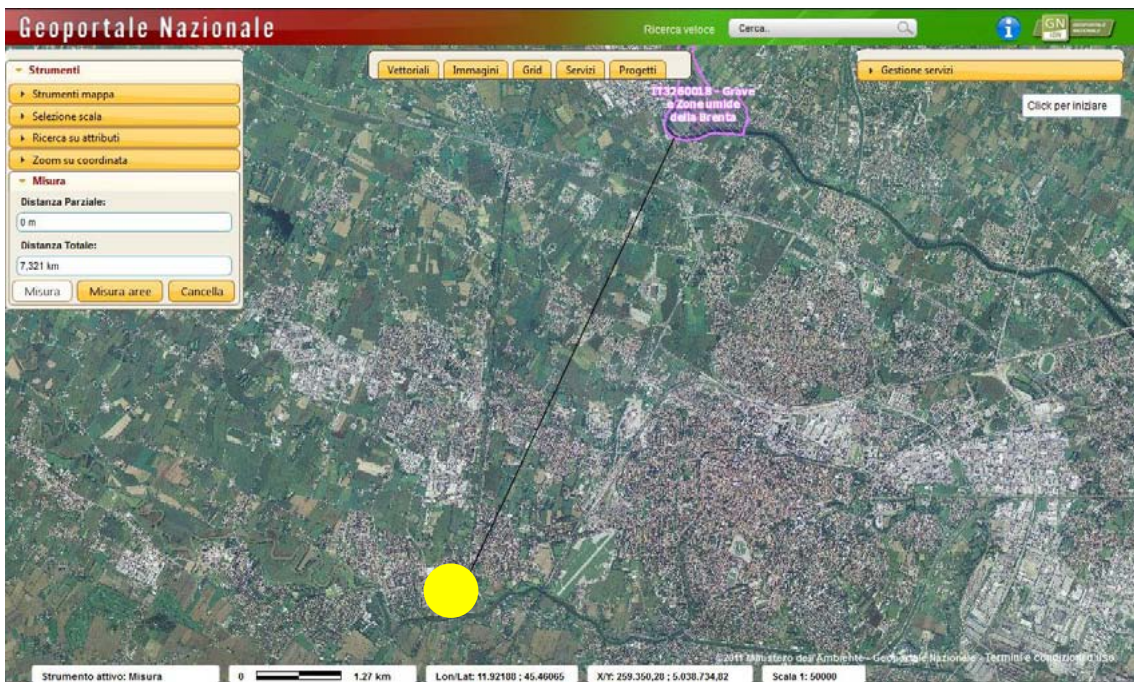 Geoportale Nazionale
Ricerca veloce
Cerca..
GN
GEOPORTALE
NAZIONALE
Vettoriali
Immagini
Grid
Servizi
Progetti
Strumenti
Gestione servizi
Strumenti mappa
Selezione scala
Ricerca su attributi
Zoom su coordinata
Misura
Distanza Parziale:
0 m
Distanza Totale:
7,321 km
Misura
Misura aree
Cancella
IT3260018 - Grave
e Zone umide
della Brenta
Click per iniziare
©2011 Ministero dell'Ambiente - Geoportale Nazionale - Termini e condizioni d'uso
Strumento attivo: Misura
0
1.27 km
Lon/Lat: 11.92188 ; 45.46065
X/Y: 259.350,28 ; 5.038.734,82
Scala 1: 50000